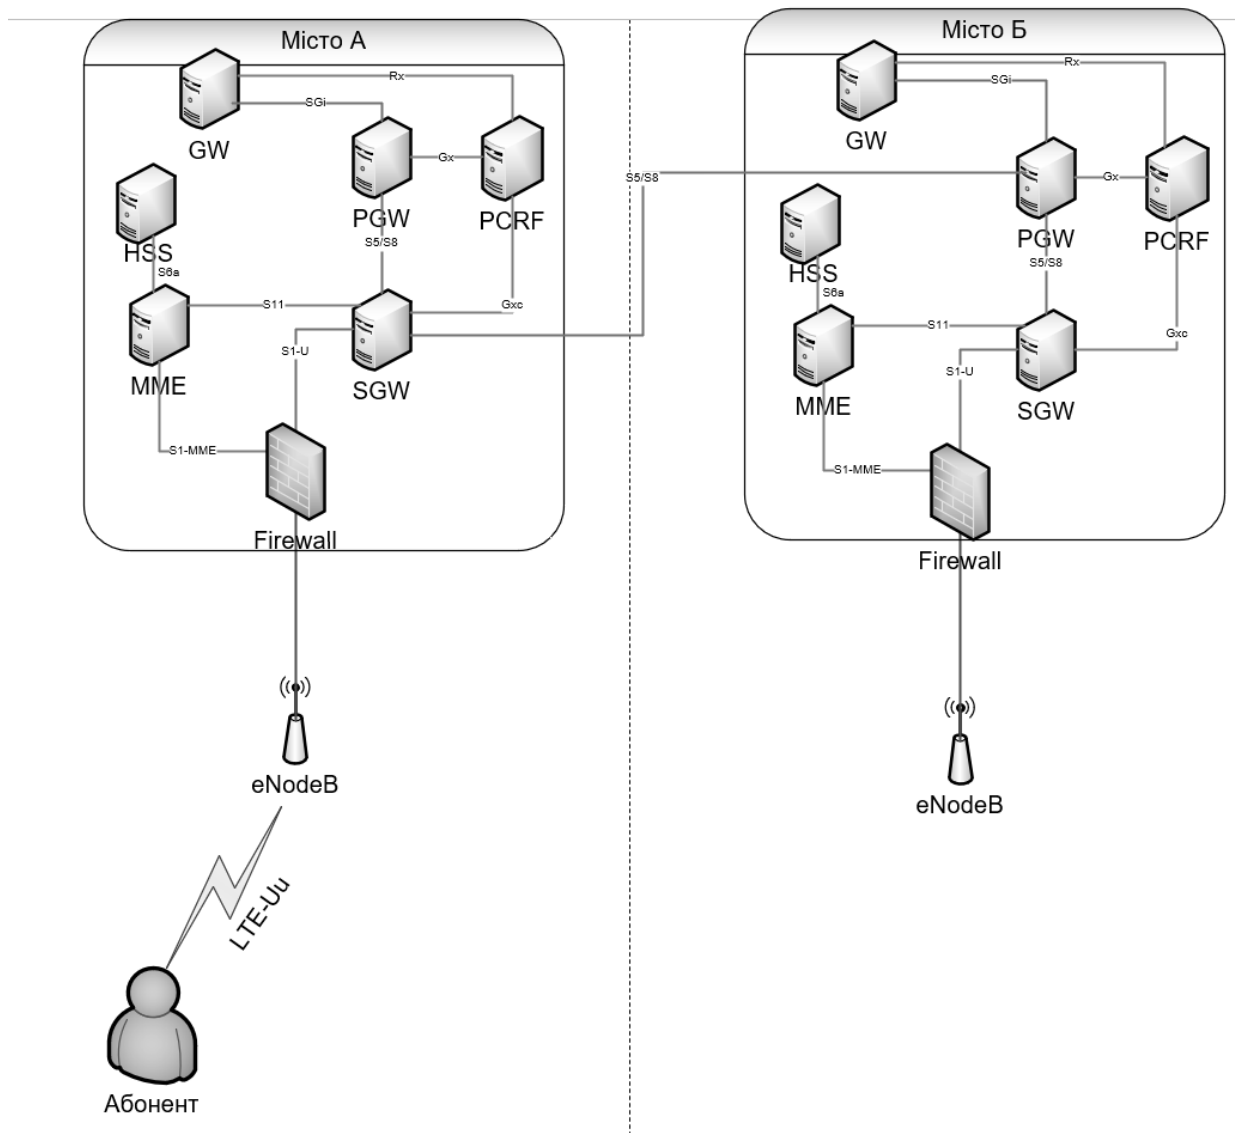 Місто А
Rx
SGi
GW
Gx
PGW
PCRF
HSS
S5/S8
S6a
S11
Gxc
S1-U
MME
SGW
S1-MME
Firewall
eNodeB
LTE-Uu
Абонент
S5/S8
Місто Б
Rx
SGi
GW
Gx
PGW
PCRF
HSS
S5/S8
S6a
S11
Gxc
S1-U
MME
SGW
S1-MME
Firewall
eNodeB